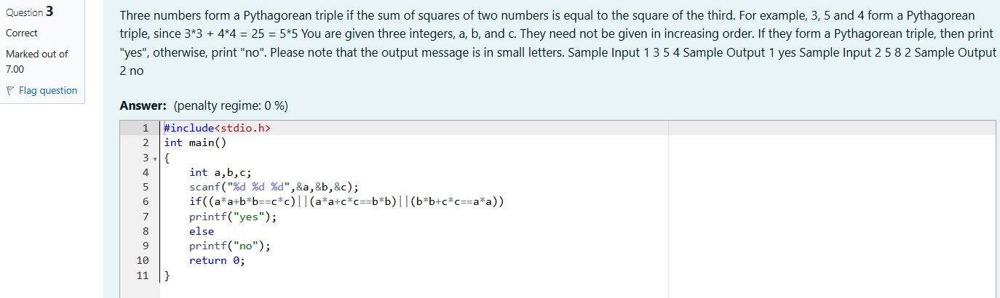 Question 3
Correct
Marked out of
7.00
Flag question
Three numbers form a Pythagorean triple if the sum of squares of two numbers is equal to the square of the third. For example, 3, 5 and 4 form a Pythagorean
triple, since 3*3 + 4*4 = 25 = 5*5 You are given three integers, a, b, and c. They need not be given in increasing order. If they form a Pythagorean triple, then print
"yes", otherwise, print "no". Please note that the output message is in small letters. Sample Input 1 3 5 4 Sample Output 1 yes Sample Input 2 5 8 2 Sample Output
2 no
Answer: (penalty regime: 0 %)
1 #include<stdio.h>
2 int main()
3 {
4 int a,b,c;
5 scanf("%d %d %d",&a,&b,&c);
6 if((a*a+b*b==c*c)||(a*a+c*c==b*b)||(b*b+c*c==a*a))
7 printf("yes");
8 else
9 printf("no");
10 return 0;
11 }